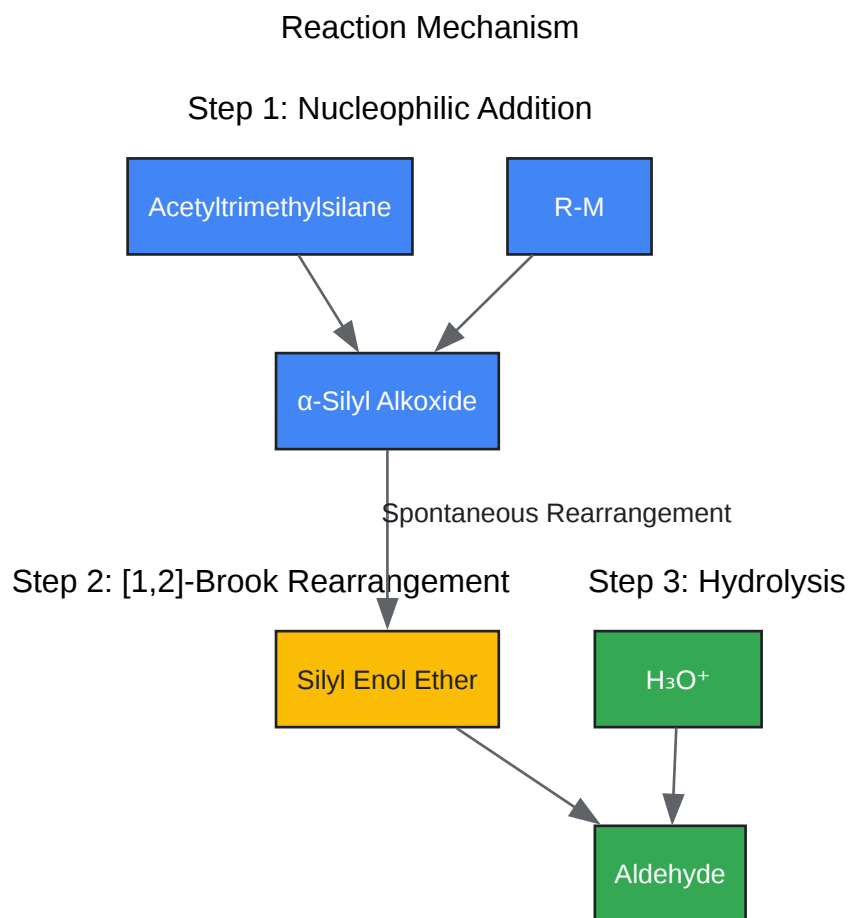 Reaction Mechanism
Step 1: Nucleophilic Addition
Acetyltrimethylsilane
R-M
α-Silyl Alkoxide
Spontaneous Rearrangement
Step 2: [1,2]-Brook Rearrangement
Step 3: Hydrolysis
Silyl Enol Ether
H₃O⁺
Aldehyde